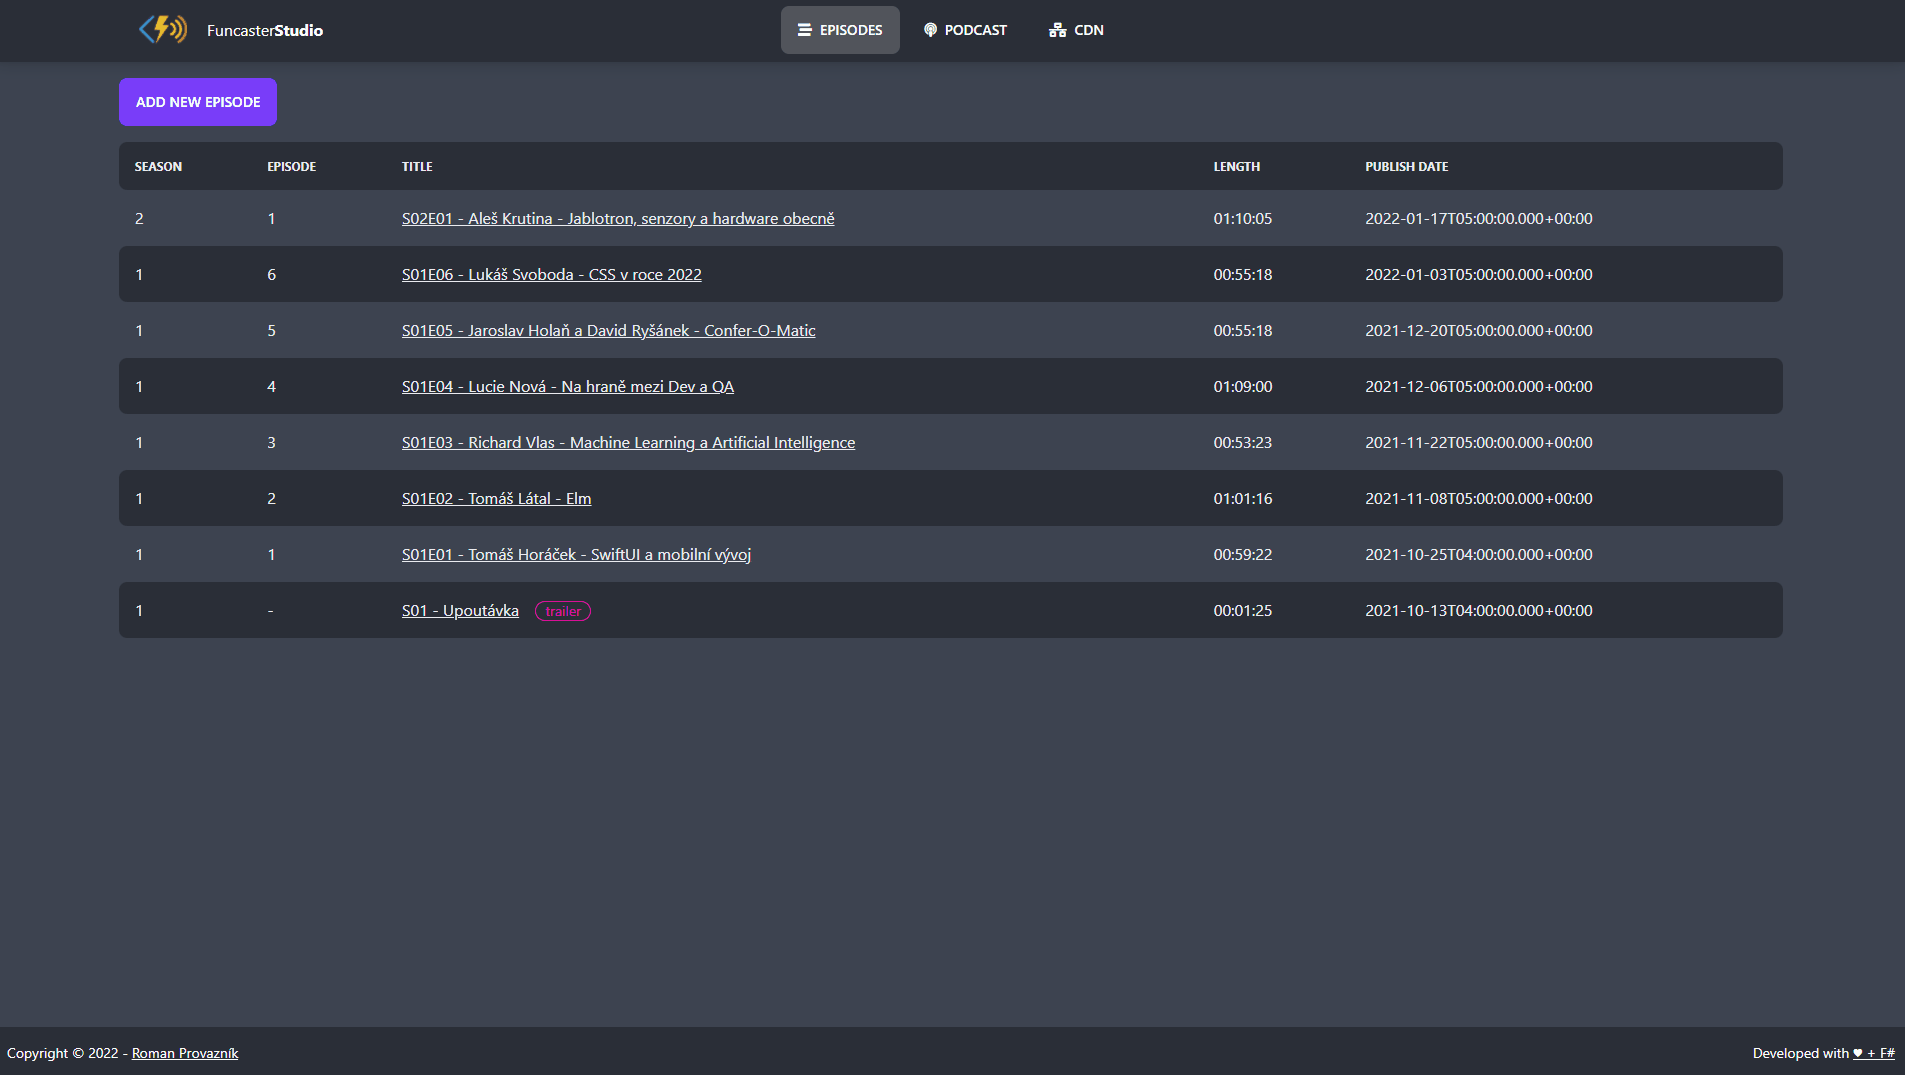 FuncasterStudio EPISODES PODCAST CDN
ADD NEW EPISODE
SEASON EPISODE TITLE LENGTH PUBLISH DATE
2 1 S02E01 - Aleš Krutina - Jablotron, senzory a hardware obecně 01:10:05 2022-01-17T05:00:00.000+00:00
1 6 S01E06 - Lukáš Svoboda - CSS v roce 2022 00:55:18 2022-01-03T05:00:00.000+00:00
1 5 S01E05 - Jaroslav Holaň a David Ryšánek - Confer-O-Matic 00:55:18 2021-12-20T05:00:00.000+00:00
1 4 S01E04 - Lucie Nová - Na hraně mezi Dev a QA 01:09:00 2021-12-06T05:00:00.000+00:00
1 3 S01E03 - Richard Vlas - Machine Learning a Artificial Intelligence 00:53:23 2021-11-22T05:00:00.000+00:00
1 2 S01E02 - Tomáš Látal - Elm 01:01:16 2021-11-08T05:00:00.000+00:00
1 1 S01E01 - Tomáš Horáček - SwiftUI a mobilní vývoj 00:59:22 2021-10-25T04:00:00.000+00:00
1 - S01 - Upoutávka trailer 00:01:25 2021-10-13T04:00:00.000+00:00
Copyright © 2022 - Roman Provazník Developed with ♥ + F#